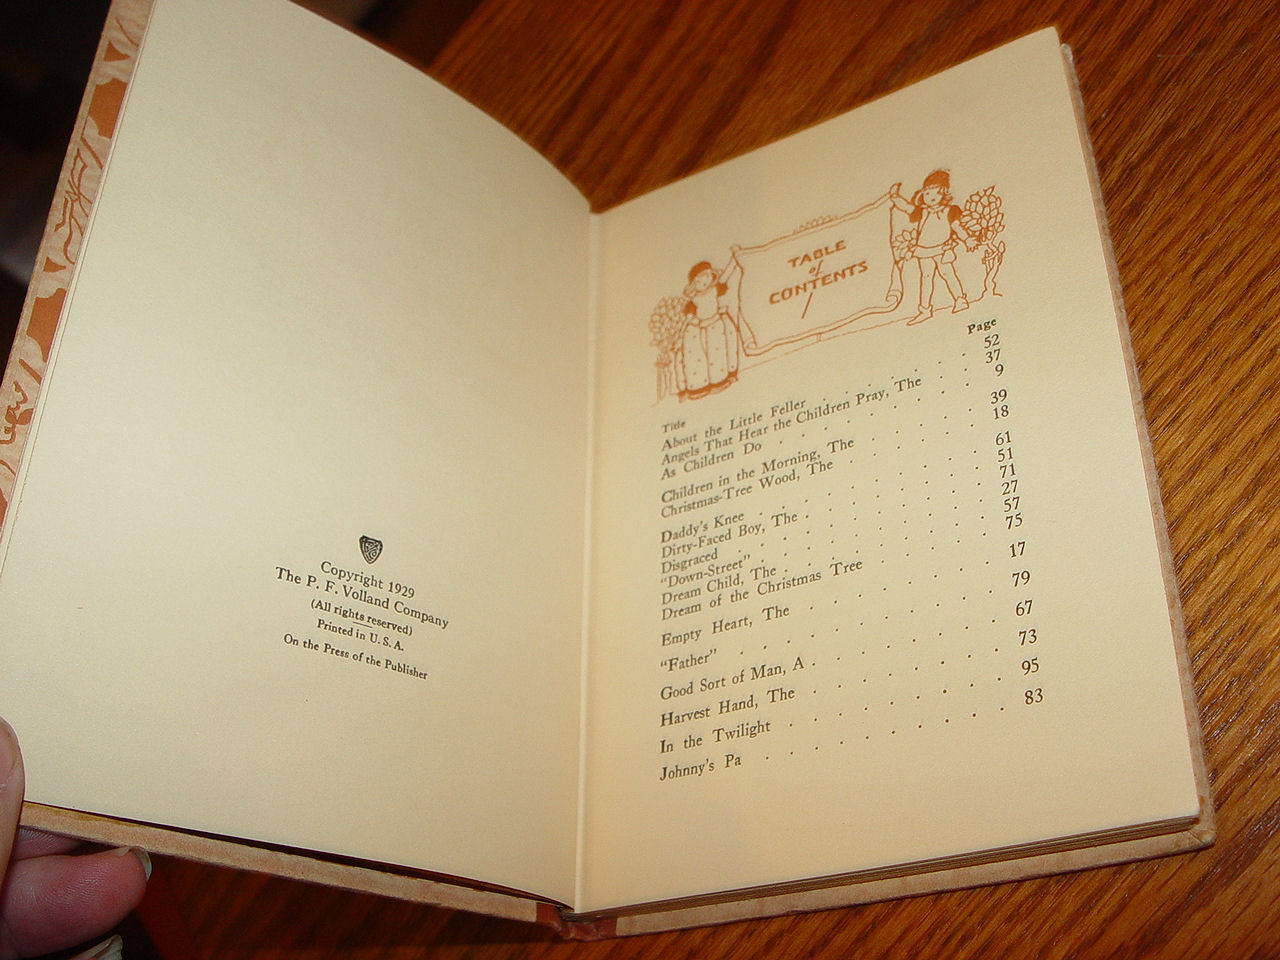 Copyright 1929
The P. F. Volland Company
(All rights reserved)
Printed in U. S. A.
On the Press of the Publisher
TABLE
of
CONTENTS
Title Page
About the Little Feller . . . . . . 52
Angels That Hear the Children Pray, The . . 37
As Children Do . . . . . . . . 9
Children in the Morning, The . . . . . 39
Christmas-Tree Wood, The . . . . . . 18
Daddy's Knee . . . . . . . . . 61
Dirty-Faced Boy, The . . . . . . . . 51
Disgraced . . . . . . . . . . 71
"Down-Street" . . . . . . . . . 27
Dream Child, The . . . . . . . . 57
Dream of the Christmas Tree . . . . . 75
Empty Heart, The . . . . . . . . 17
"Father" . . . . . . . . . . . 79
Good Sort of Man, A . . . . . . . . 67
Harvest Hand, The . . . . . . . . 73
In the Twilight . . . . . . . . . 95
Johnny's Pa . . . . . . . . . . 83